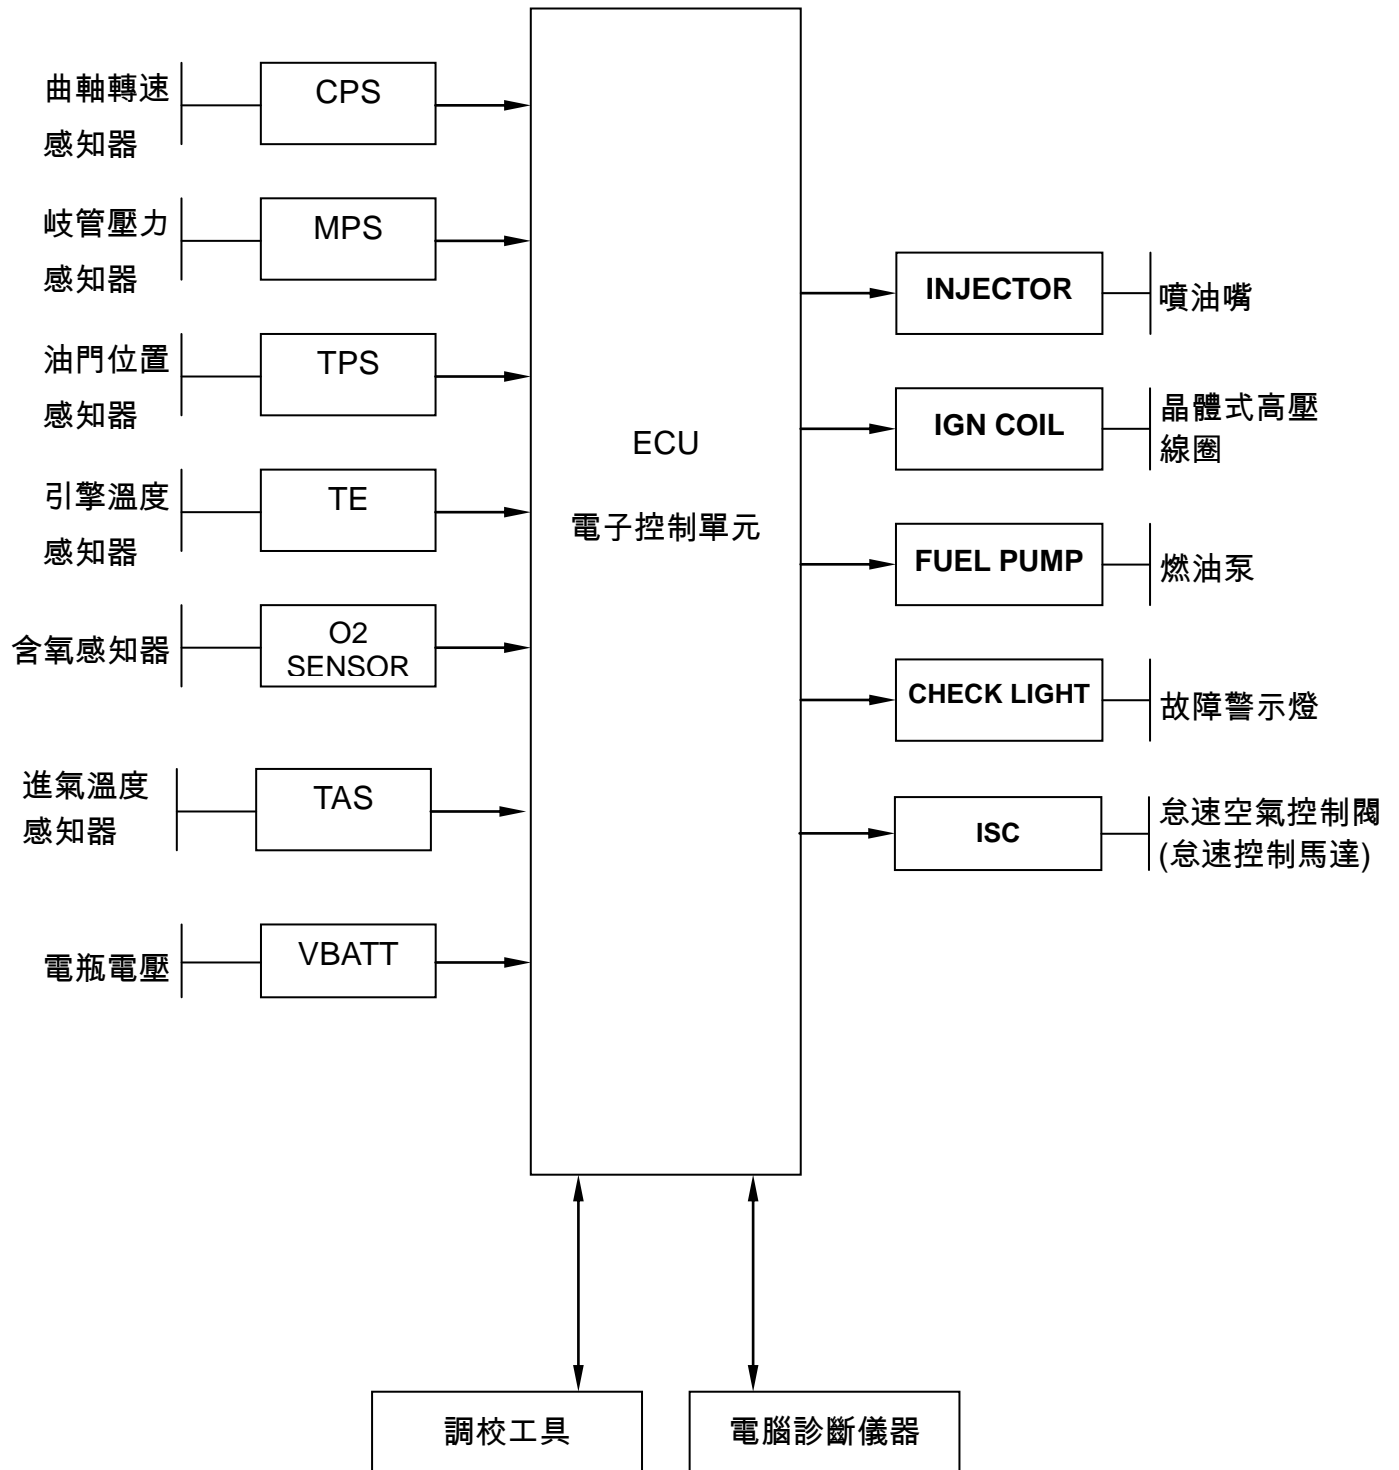 曲軸轉速
感知器
CPS
岐管壓力
感知器
MPS
油門位置
感知器
TPS
引擎溫度
感知器
TE
含氧感知器
O2
SENSOR
進氣溫度
感知器
TAS
電瓶電壓
VBATT
ECU
電子控制單元
INJECTOR
噴油嘴
IGN COIL
晶體式高壓
線圈
FUEL PUMP
燃油泵
CHECK LIGHT
故障警示燈
ISC
怠速空氣控制閥
(怠速控制馬達)
調校工具
電腦診斷儀器